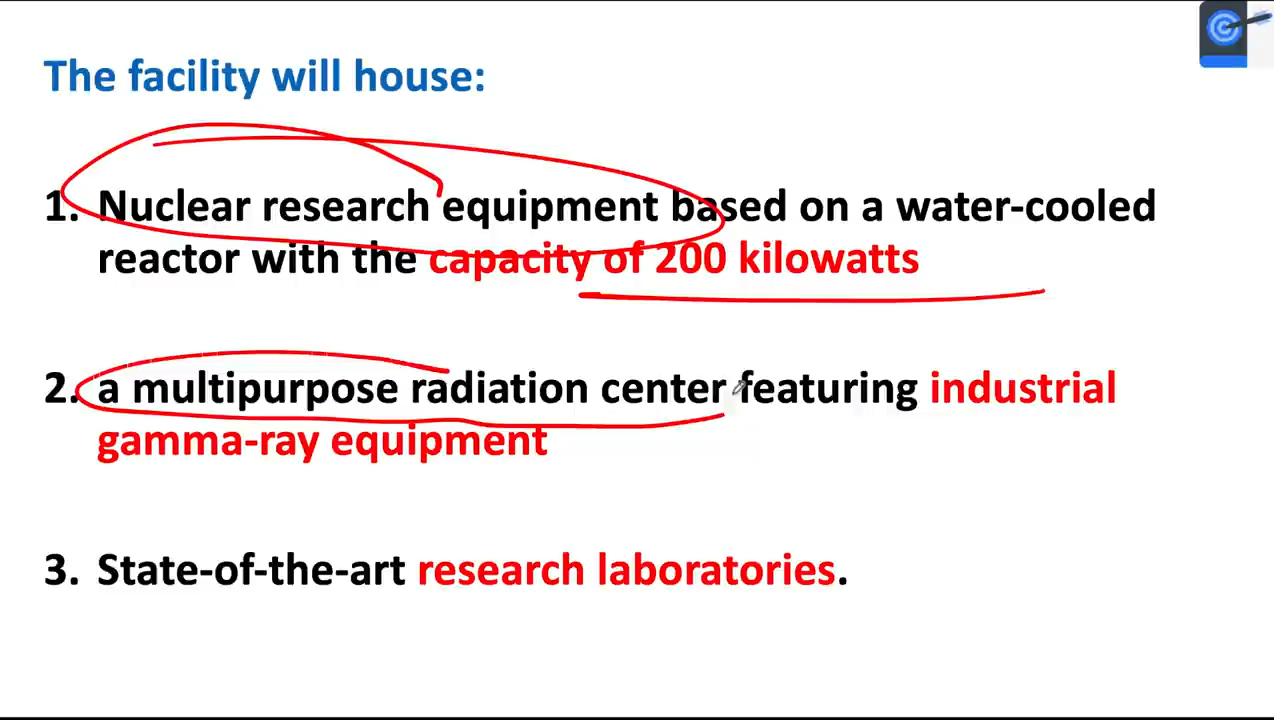 The facility will house:
1. Nuclear research equipment based on a water-cooled
reactor with the capacity of 200 kilowatts
2. a multipurpose radiation center featuring industrial
gamma-ray equipment
3. State-of-the-art research laboratories.